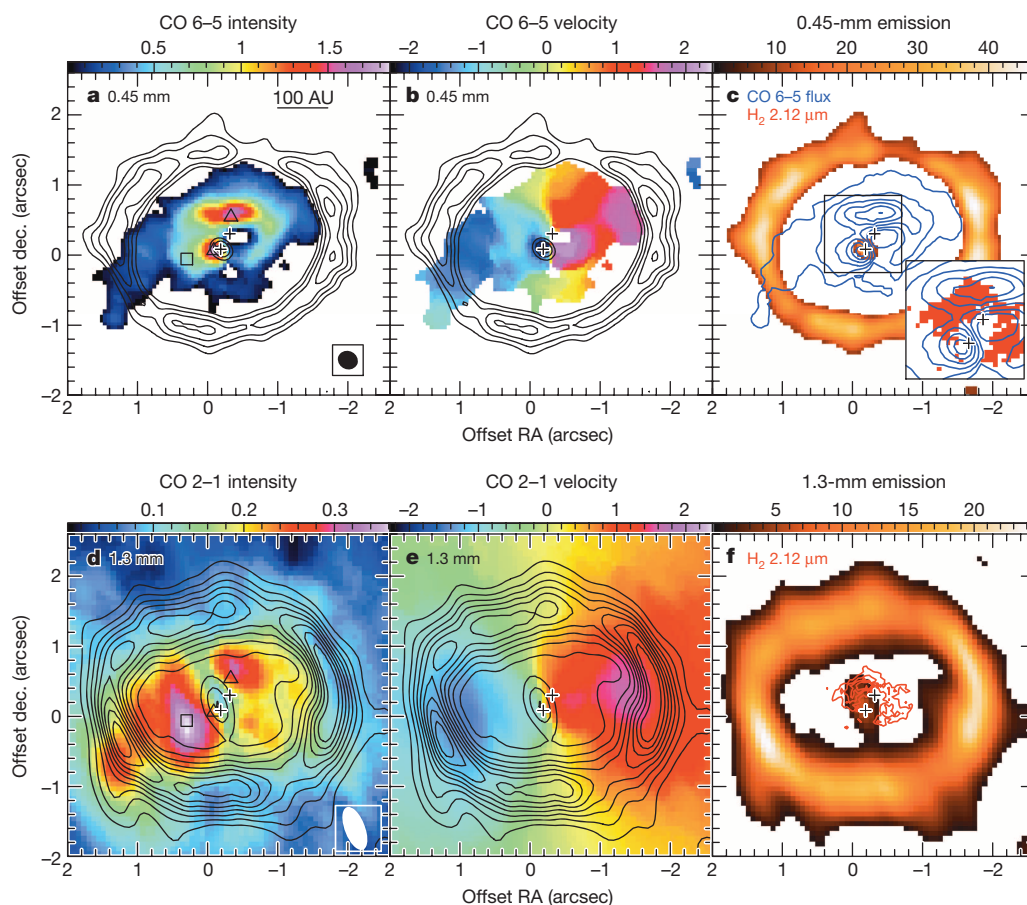 CO 6–5 intensity CO 6–5 velocity 0.45-mm emission
0.5 1 1.5 −2 −1 0 1 2 10 20 30 40
a 0.45 mm 100 AU b 0.45 mm c CO 6–5 flux
H₂ 2.12 μm
2
1
0
−1
−2
Offset dec. (arcsec)
2 1 0 −1 −2 1 0 −1 −2 1 0 −1 −2
Offset RA (arcsec)
CO 2–1 intensity CO 2–1 velocity 1.3-mm emission
0.1 0.2 0.3 −2 −1 0 1 2 5 10 15 20
d 1.3 mm e 1.3 mm f H₂ 2.12 μm
2
1
0
−1
−2
Offset dec. (arcsec)
2 1 0 −1 −2 1 0 −1 −2 1 0 −1 −2
Offset RA (arcsec)